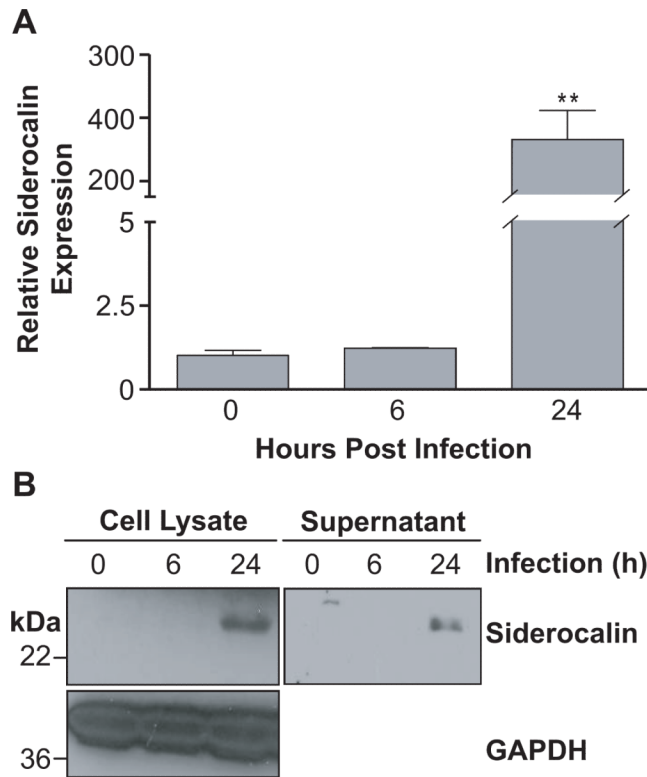 A
Relative Siderocalin
Expression
300
400
200
5
2.5
0
**
0 6 24
Hours Post Infection
B
Cell Lysate Supernatant
0 6 24 0 6 24 Infection (h)
kDa
Siderocalin
22
36
GAPDH